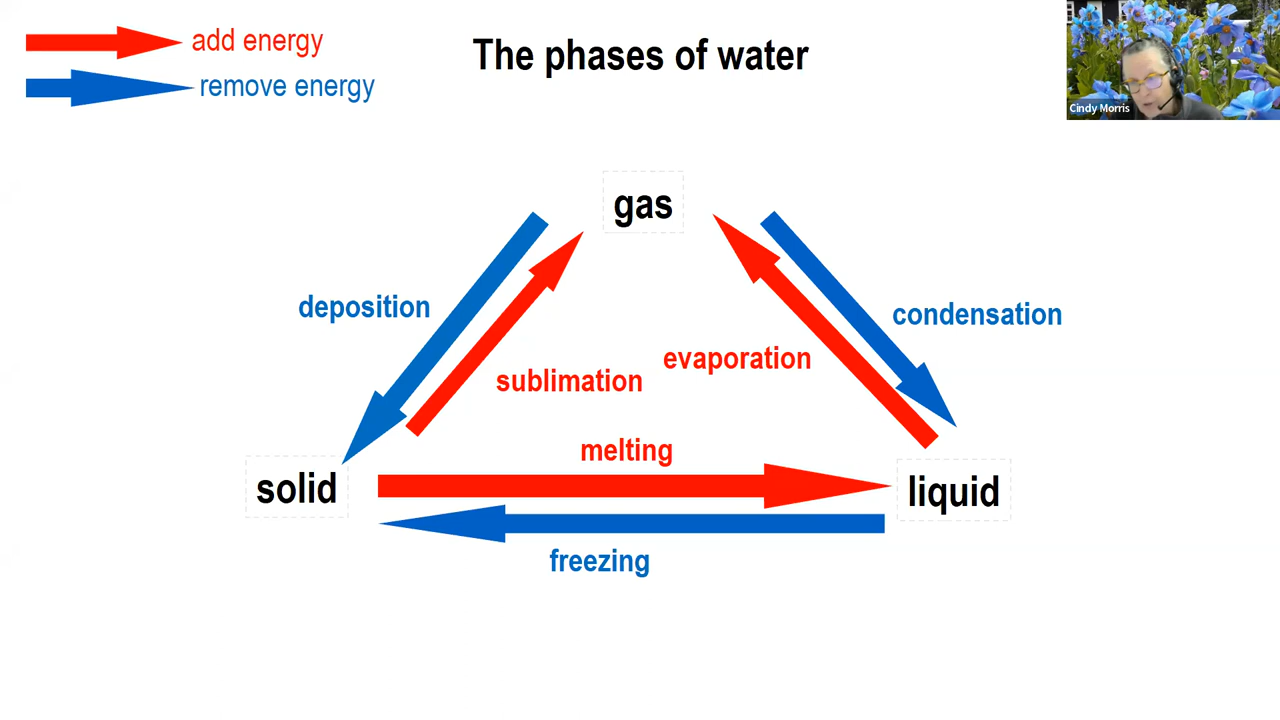 add energy
remove energy
The phases of water
Cindy Morris
gas
deposition
condensation
sublimation
evaporation
melting
solid
liquid
freezing